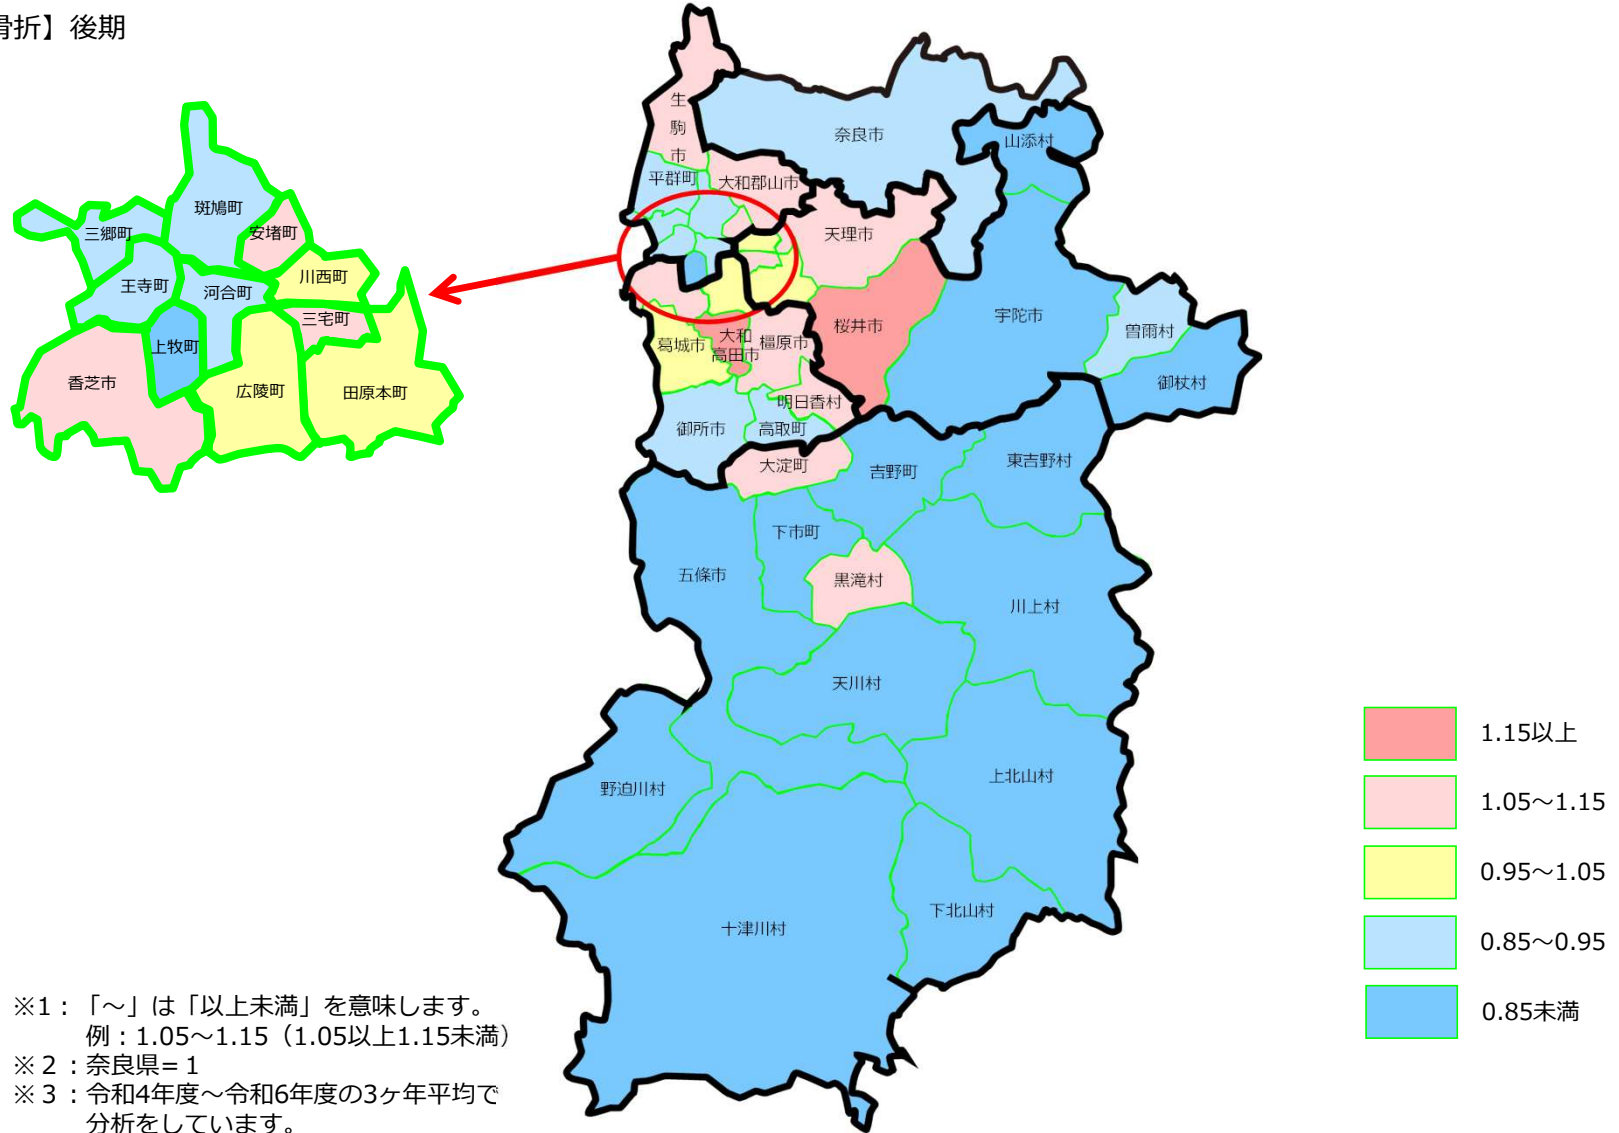 骨折】後期
生
駒
市
奈良市
山添村
平群町
大和郡山市
斑鳩町
三郷町
安堵町
天理市
川西町
王寺町
河合町
三宅町
上牧町
香芝市
広陵町
田原本町
宇陀市
曽爾村
桜井市
葛城市
大和
高田市
橿原市
御杖村
明日香村
御所市
高取町
大淀町
吉野町
東吉野村
下市町
五條市
黒滝村
川上村
天川村
野迫川村
上北山村
下北山村
十津川村
1.15以上
1.05～1.15
0.95～1.05
0.85～0.95
0.85未満
※1：「～」は「以上未満」を意味します。
例：1.05～1.15（1.05以上1.15未満）
※２：奈良県=１
※３：令和4年度～令和6年度の3ヶ年平均で
分析をしています。